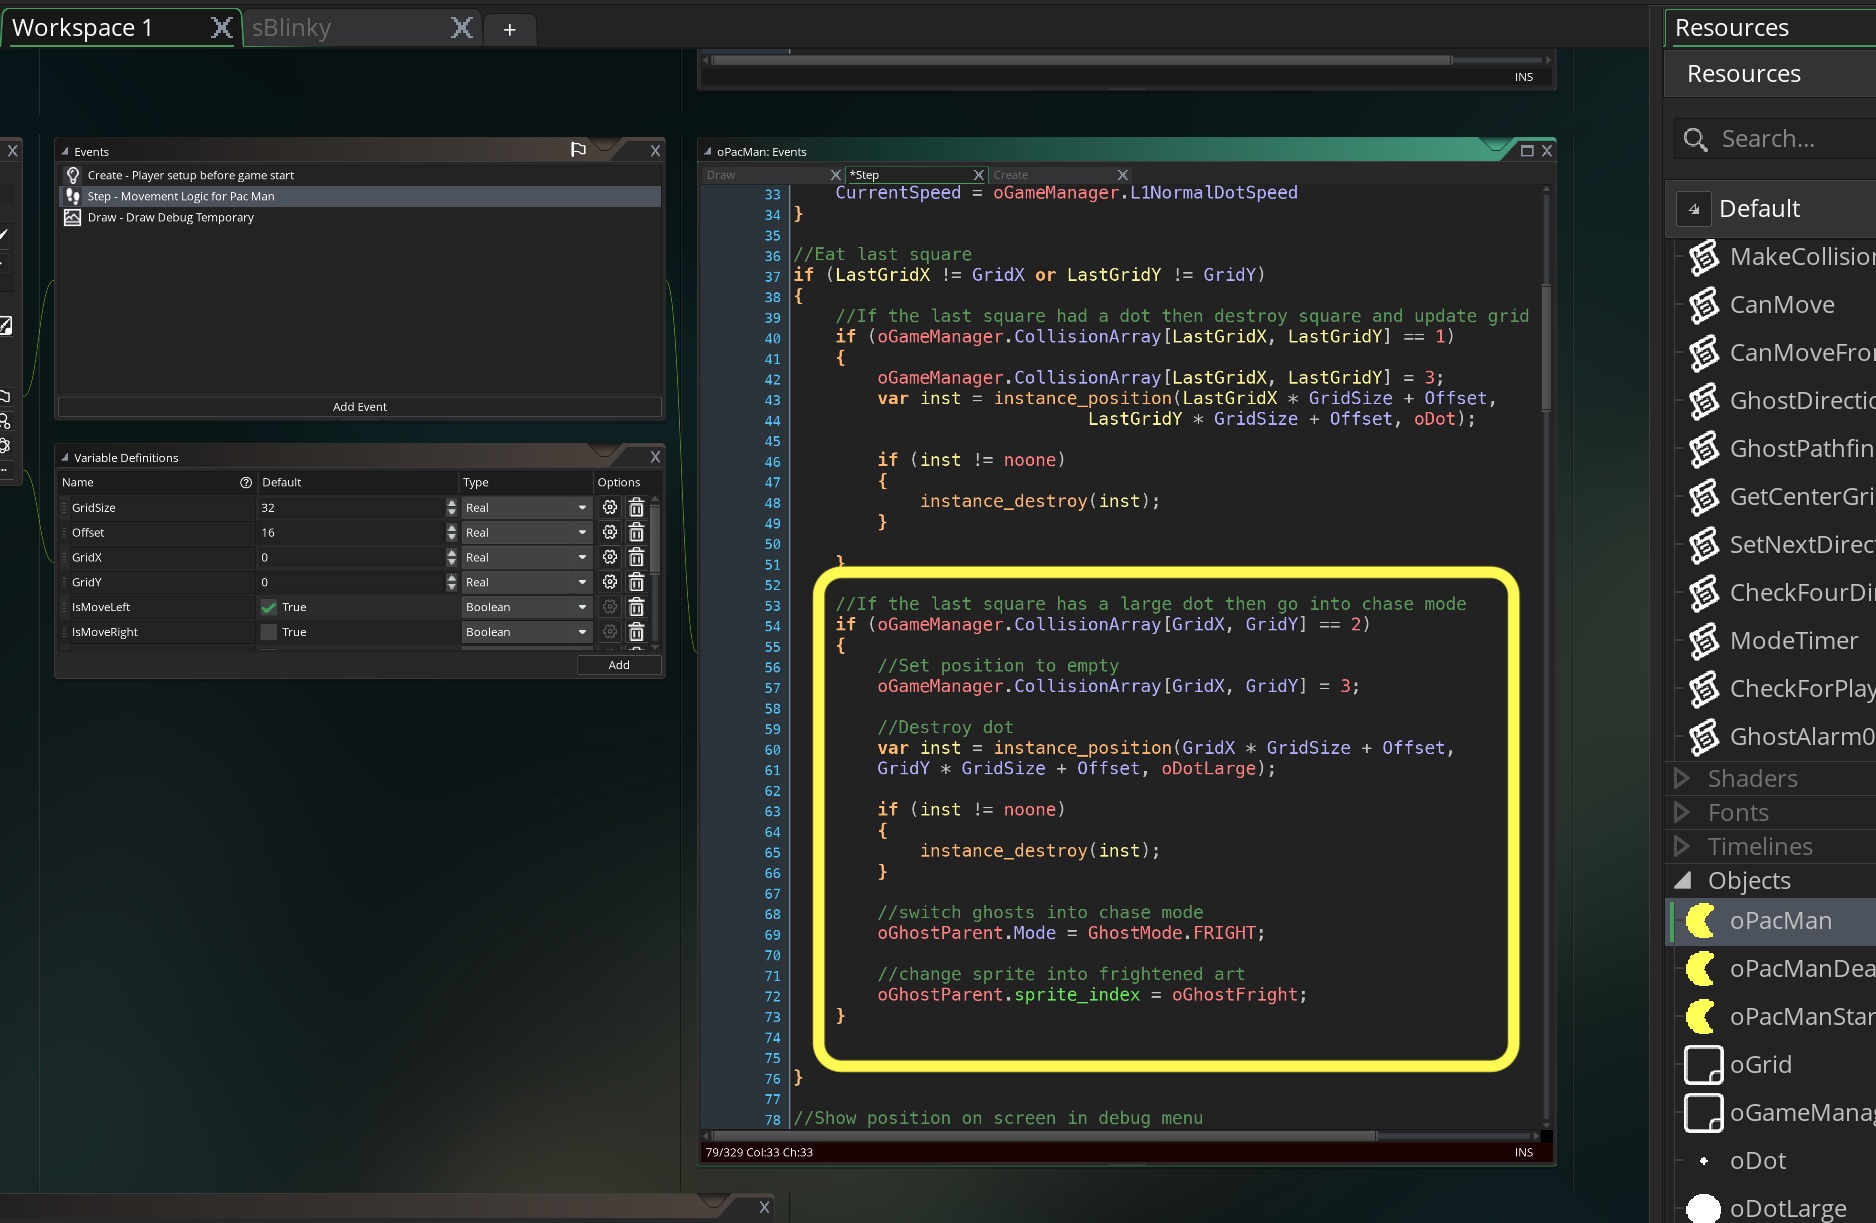 Workspace 1
sBlinky
+
INS
Events
Create - Player setup before game start
Step - Movement Logic for Pac Man
Draw - Draw Debug Temporary
Add Event
Variable Definitions
Name Default Type Options
GridSize 32 Real
Offset 16 Real
GridX 0 Real
GridY 0 Real
IsMoveLeft True Boolean
IsMoveRight True Boolean
Add
oPacMan: Events
Draw *Step Create
33 CurrentSpeed = oGameManager.L1NormalDotSpeed
34 }
35
36 //Eat last square
37 if (LastGridX != GridX or LastGridY != GridY)
38 {
39 //If the last square had a dot then destroy square and update grid
40 if (oGameManager.CollisionArray[LastGridX, LastGridY] == 1)
41 {
42 oGameManager.CollisionArray[LastGridX, LastGridY] = 3;
43 var inst = instance_position(LastGridX * GridSize + Offset,
44 LastGridY * GridSize + Offset, oDot);
45
46 if (inst != noone)
47 {
48 instance_destroy(inst);
49 }
50
51 }
52
53 //If the last square has a large dot then go into chase mode
54 if (oGameManager.CollisionArray[GridX, GridY] == 2)
55 {
56 //Set position to empty
57 oGameManager.CollisionArray[GridX, GridY] = 3;
58
59 //Destroy dot
60 var inst = instance_position(GridX * GridSize + Offset,
61 GridY * GridSize + Offset, oDotLarge);
62
63 if (inst != noone)
64 {
65 instance_destroy(inst);
66 }
67
68 //switch ghosts into chase mode
69 oGhostParent.Mode = GhostMode.FRIGHT;
70
71 //change sprite into frightened art
72 oGhostParent.sprite_index = oGhostFright;
73 }
74
75
76 }
77
78 //Show position on screen in debug menu
79/329 Col:33 Ch:33 INS
Resources
Resources
Search...
Default
MakeCollision
CanMove
CanMoveFro
GhostDirectio
GhostPathfin
GetCenterGri
SetNextDirect
CheckFourDi
ModeTimer
CheckForPlay
GhostAlarm0
Shaders
Fonts
Timelines
Objects
oPacMan
oPacManDea
oPacManStar
oGrid
oGameManag
oDot
oDotLarge